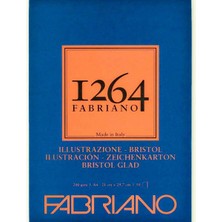 1264
FABRIANO
Made in Italy
ILLUSTRAZIONE - BRISTOL
ILUSTRACIÓN - ZEICHENKARTON
BRISTOL GLAD
FABRIANO